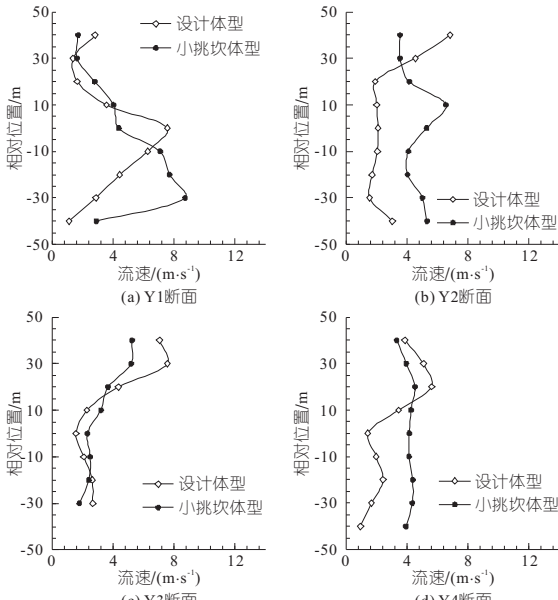 50
30
10
-10
-30
-50
相对位置/m
设计体型
小挑坎体型
0 4 8 12
流速/(m·s⁻¹)
(a) Y1断面
50
30
10
-10
-30
-50
相对位置/m
设计体型
小挑坎体型
0 4 8 12
流速/(m·s⁻¹)
(b) Y2断面
50
30
10
-10
-30
-50
相对位置/m
设计体型
小挑坎体型
0 4 8 12
流速/(m·s⁻¹)
(c) Y3断面
50
30
10
-10
-30
-50
相对位置/m
设计体型
小挑坎体型
0 4 8 12
流速/(m·s⁻¹)
(d) Y4断面